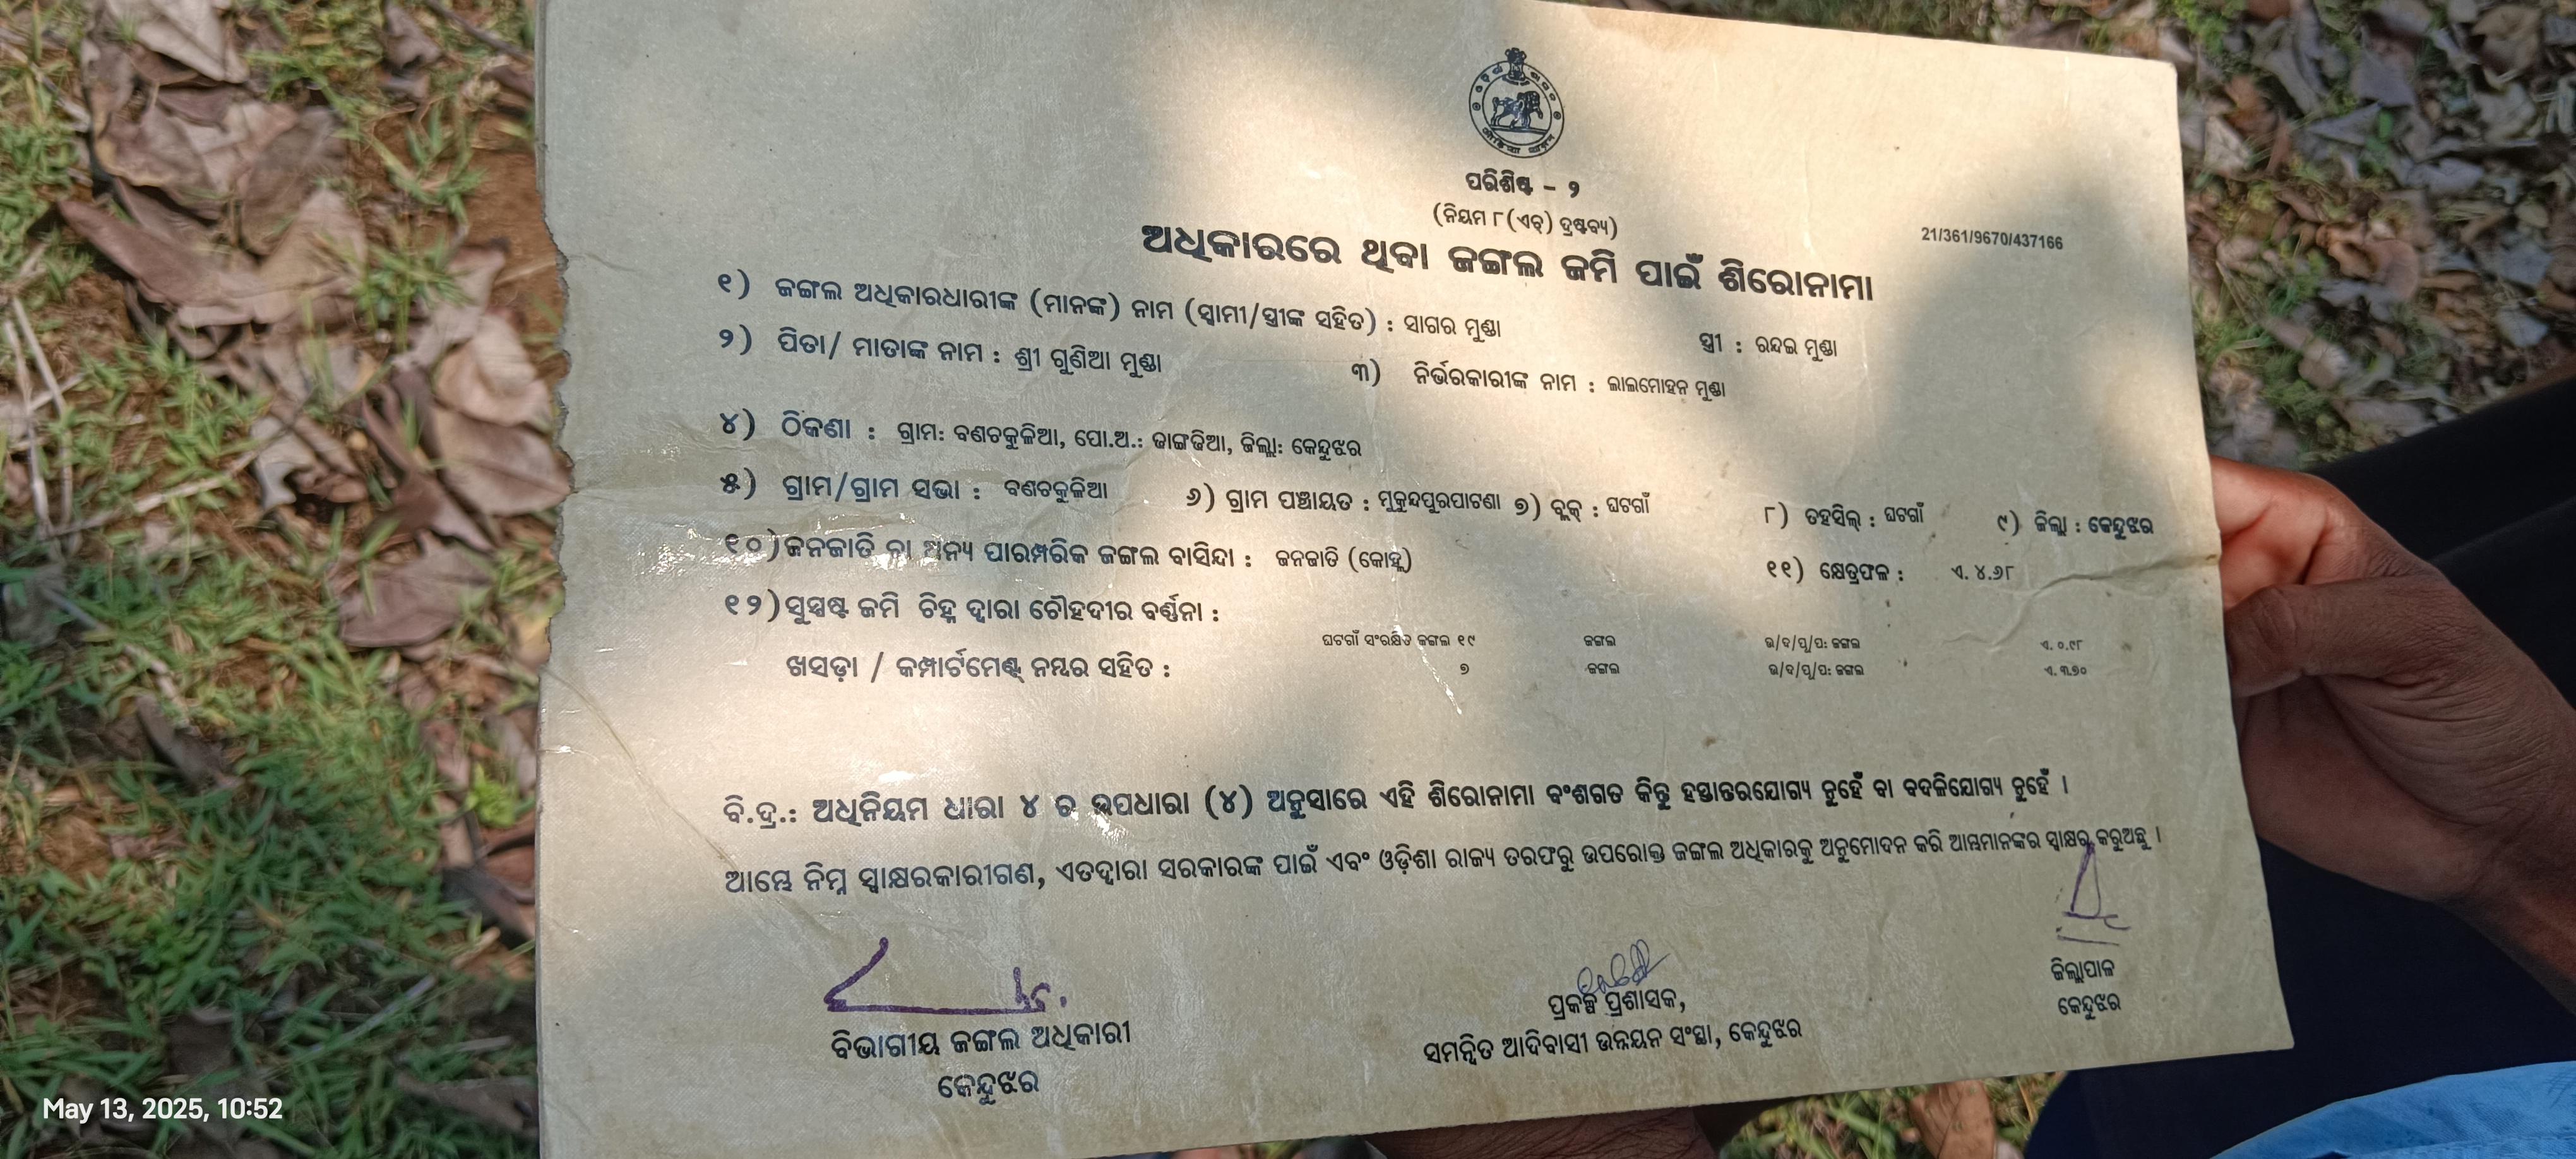 ପରିଶିଷ୍ଟ - ୨
(ନିୟମ ୮(ଏଚ୍) ଦ୍ରଷ୍ଟବ୍ୟ)
21/361/9670/437166
ଅଧିକାରରେ ଥିବା ଜଙ୍ଗଲ ଜମି ପାଇଁ ଶିରୋନାମା
୧) ଜଙ୍ଗଲ ଅଧିକାରଧାରୀଙ୍କ (ମାନଙ୍କ) ନାମ (ସ୍ୱାମୀ/ସ୍ତ୍ରୀଙ୍କ ସହିତ) : ସାଗର ମୁଣ୍ଡା ସ୍ତ୍ରୀ : ରନ୍ଦଇ ମୁଣ୍ଡା
୨) ପିତା/ ମାତାଙ୍କ ନାମ : ଶ୍ରୀ ଗୁଣିଆ ମୁଣ୍ଡା ୩) ନିର୍ଭରକାରୀଙ୍କ ନାମ : ଲାଲମୋହନ ମୁଣ୍ଡା
୪) ଠିକଣା : ଗ୍ରାମ: ବଣଚକୁଳିଆ, ପୋ.ଅ.: ଢାଙ୍ଗଢିଆ, ଜିଲ୍ଲା: କେନ୍ଦୁଝର
୫) ଗ୍ରାମ/ଗ୍ରାମ ସଭା : ବଣଚକୁଳିଆ ୬) ଗ୍ରାମ ପଞ୍ଚାୟତ : ମୁକୁନ୍ଦପୁରପାଟଣା ୭) ବ୍ଲକ୍ : ଘଟଗାଁ ୮) ତହସିଲ୍ : ଘଟଗାଁ ୯) ଜିଲ୍ଲା : କେନ୍ଦୁଝର
୧୦)ଜନଜାତି ବା ଅନ୍ୟ ପାରମ୍ପରିକ ଜଙ୍ଗଲ ବାସିନ୍ଦା : ଜନଜାତି (କୋହ୍ଲ) ୧୧) କ୍ଷେତ୍ରଫଳ : ଏ. ୪.୬୮
୧୨)ସୁସ୍ପଷ୍ଟ ଜମି ଚିହ୍ନ ଦ୍ୱାରା ଚୌହଦୀର ବର୍ଣ୍ଣନା :
ଘଟଗାଁ ସଂରକ୍ଷିତ ଜଙ୍ଗଲ ୧୯ ଜଙ୍ଗଲ ଉ/ଦ/ପୂ/ପ: ଜଙ୍ଗଲ ଏ. ୦.୯୮
ଖସଡ଼ା / କମ୍ପାର୍ଟମେଣ୍ଟ୍ ନମ୍ବର ସହିତ : ୭ ଜଙ୍ଗଲ ଉ/ଦ/ପୂ/ପ: ଜଙ୍ଗଲ ଏ. ୩.୭୦
ବି.ଦ୍ର.: ଅଧିନିୟମ ଧାରା ୪ ର ଉପଧାରା (୪) ଅନୁସାରେ ଏହି ଶିରୋନାମା ବଂଶଗତ କିନ୍ତୁ ହସ୍ତାନ୍ତରଯୋଗ୍ୟ ନୁହେଁ ବା ବଦଳିଯୋଗ୍ୟ ନୁହେଁ ।
ଆମ୍ଭେ ନିମ୍ନ ସ୍ୱାକ୍ଷରକାରୀଗଣ, ଏତଦ୍ୱାରା ସରକାରଙ୍କ ପାଇଁ ଏବଂ ଓଡ଼ିଶା ରାଜ୍ୟ ତରଫରୁ ଉପରୋକ୍ତ ଜଙ୍ଗଲ ଅଧିକାରକୁ ଅନୁମୋଦନ କରି ଆମ୍ଭମାନଙ୍କର ସ୍ୱାକ୍ଷର କରୁଅଛୁ ।
ବିଭାଗୀୟ ଜଙ୍ଗଲ ଅଧିକାରୀ
କେନ୍ଦୁଝର
ପ୍ରକଳ୍ପ ପ୍ରଶାସକ,
ସମନ୍ୱିତ ଆଦିବାସୀ ଉନ୍ନୟନ ସଂସ୍ଥା, କେନ୍ଦୁଝର
ଜିଲ୍ଲାପାଳ
କେନ୍ଦୁଝର
May 13, 2025, 10:52